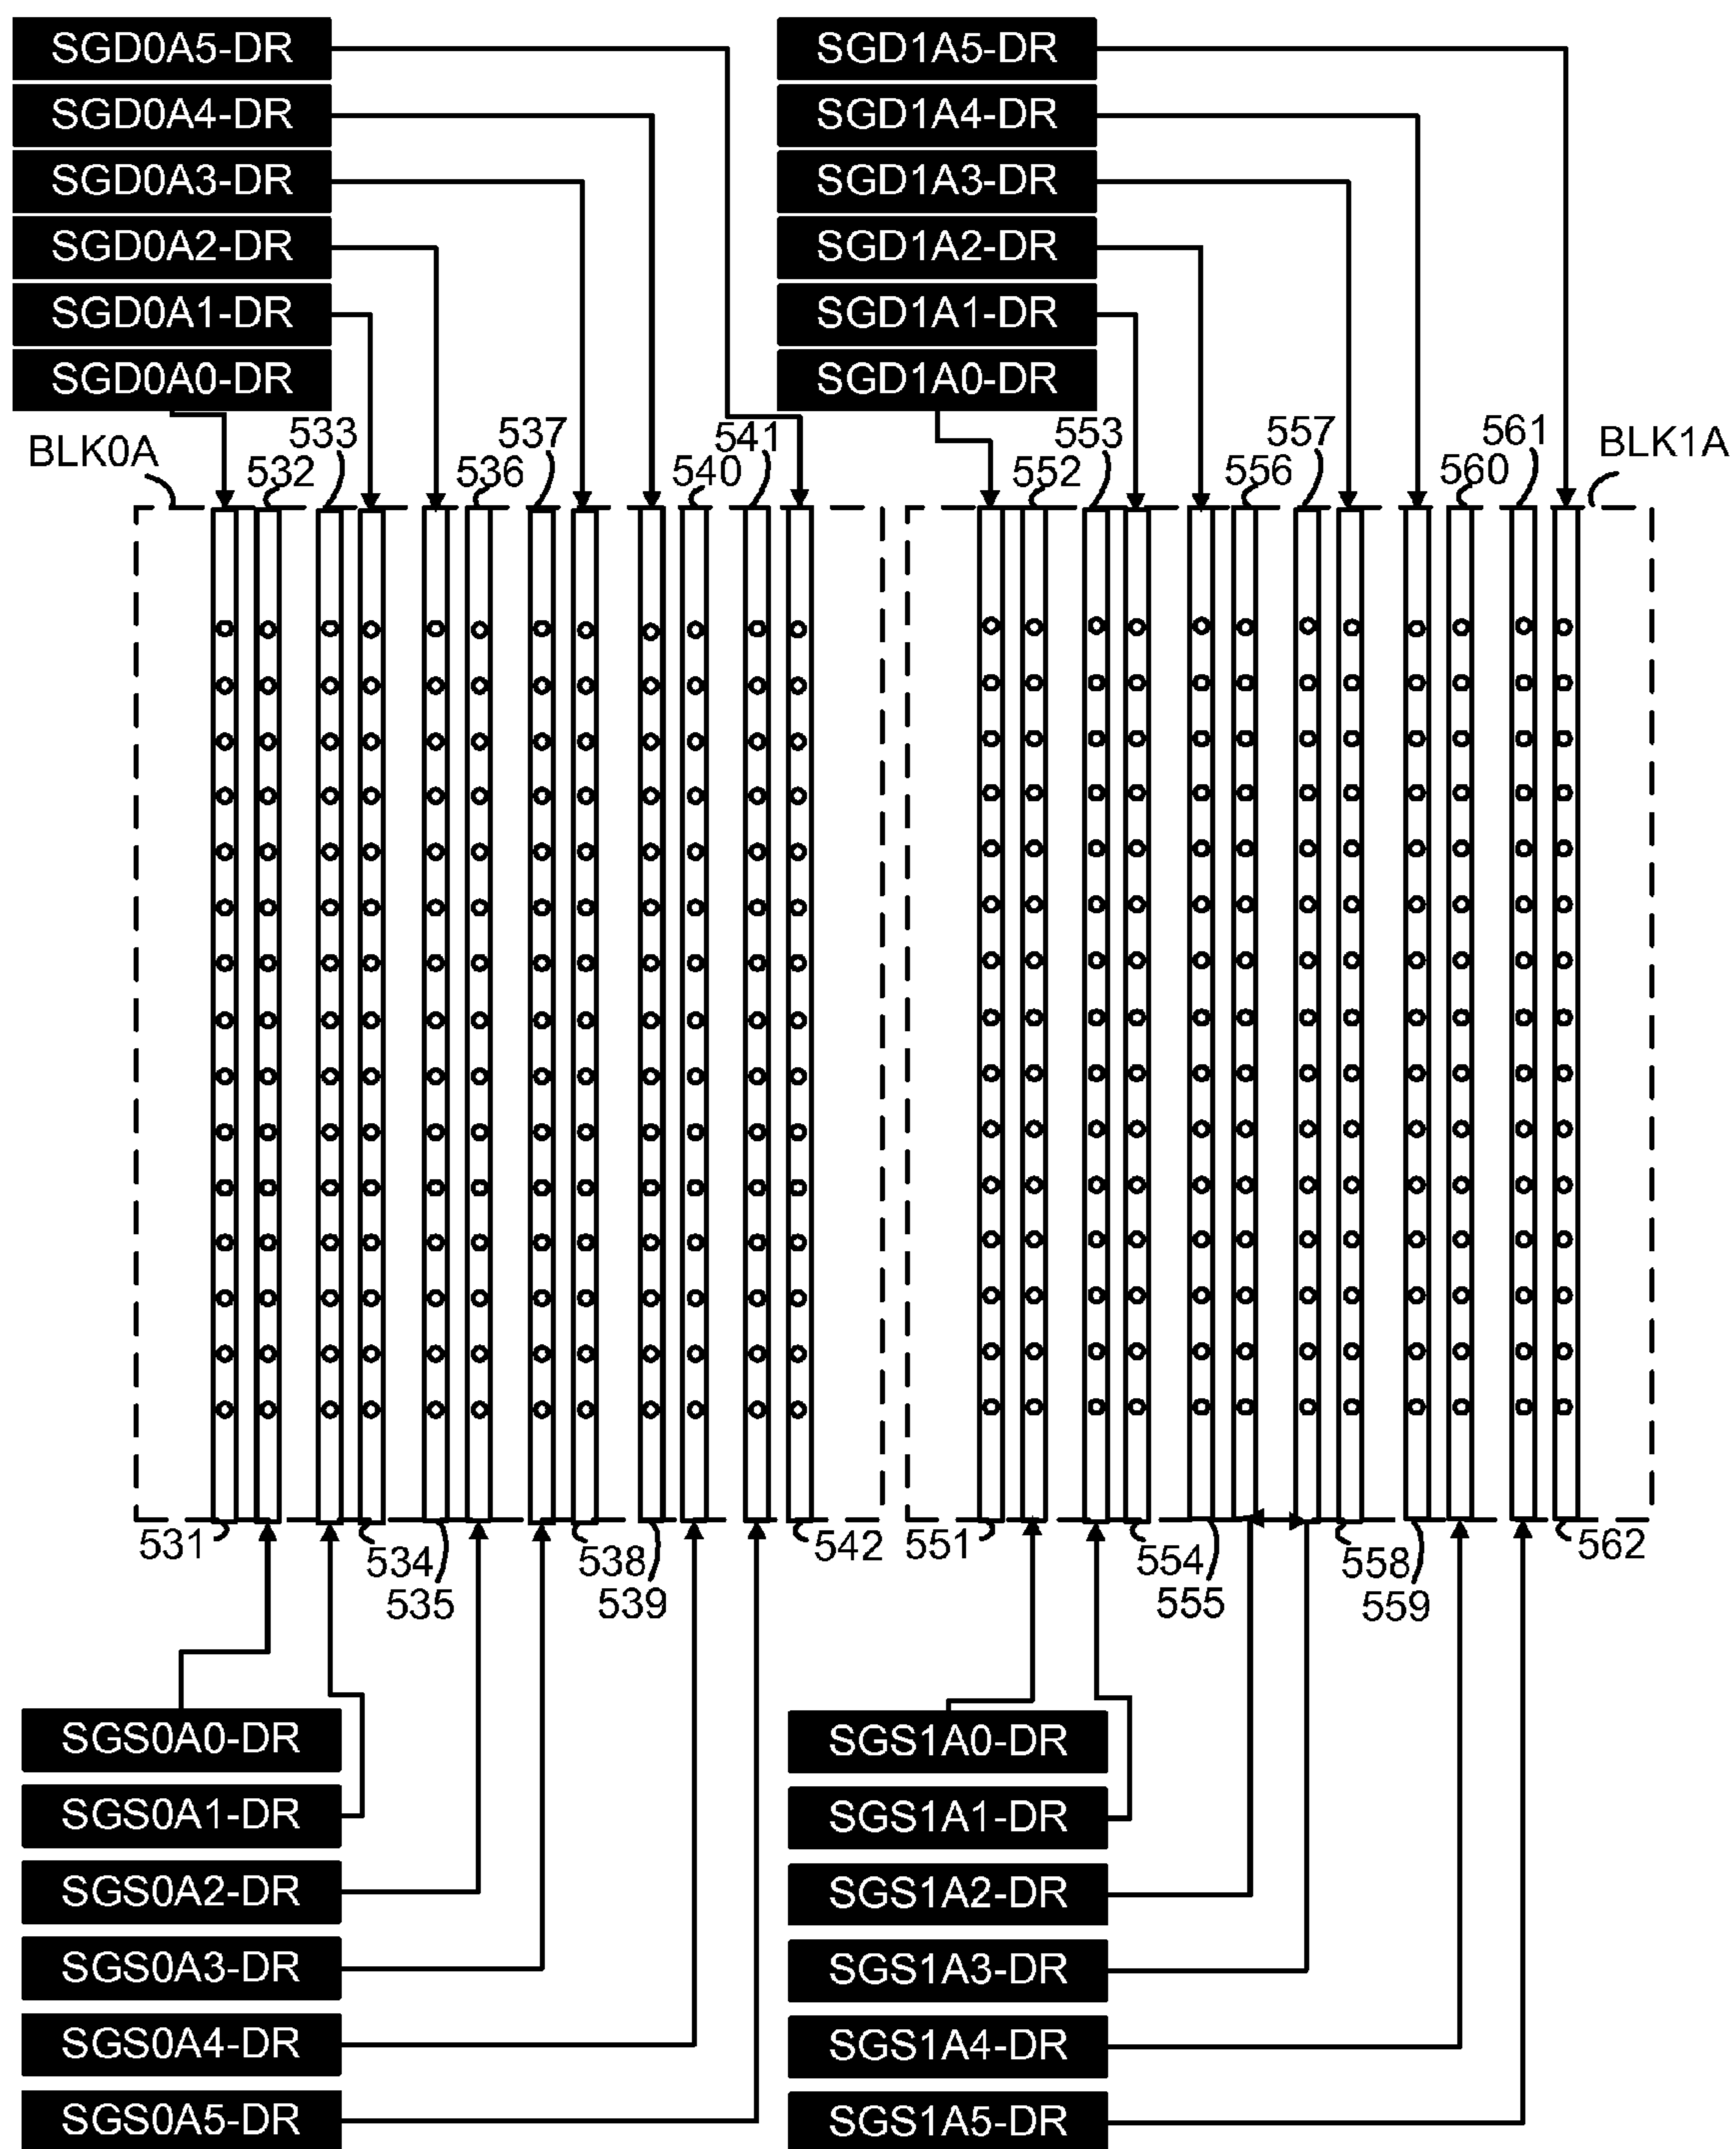 SGD0A5-DR
SGD0A4-DR
SGD0A3-DR
SGD0A2-DR
SGD0A1-DR
SGD0A0-DR
SGD1A5-DR
SGD1A4-DR
SGD1A3-DR
SGD1A2-DR
SGD1A1-DR
SGD1A0-DR
BLK0A
533
532
537
536
541
540
553
552
557
556
561
560
BLK1A
531
534
535
538
539
542
551
554
555
558
559
562
SGS0A0-DR
SGS0A1-DR
SGS0A2-DR
SGS0A3-DR
SGS0A4-DR
SGS0A5-DR
SGS1A0-DR
SGS1A1-DR
SGS1A2-DR
SGS1A3-DR
SGS1A4-DR
SGS1A5-DR